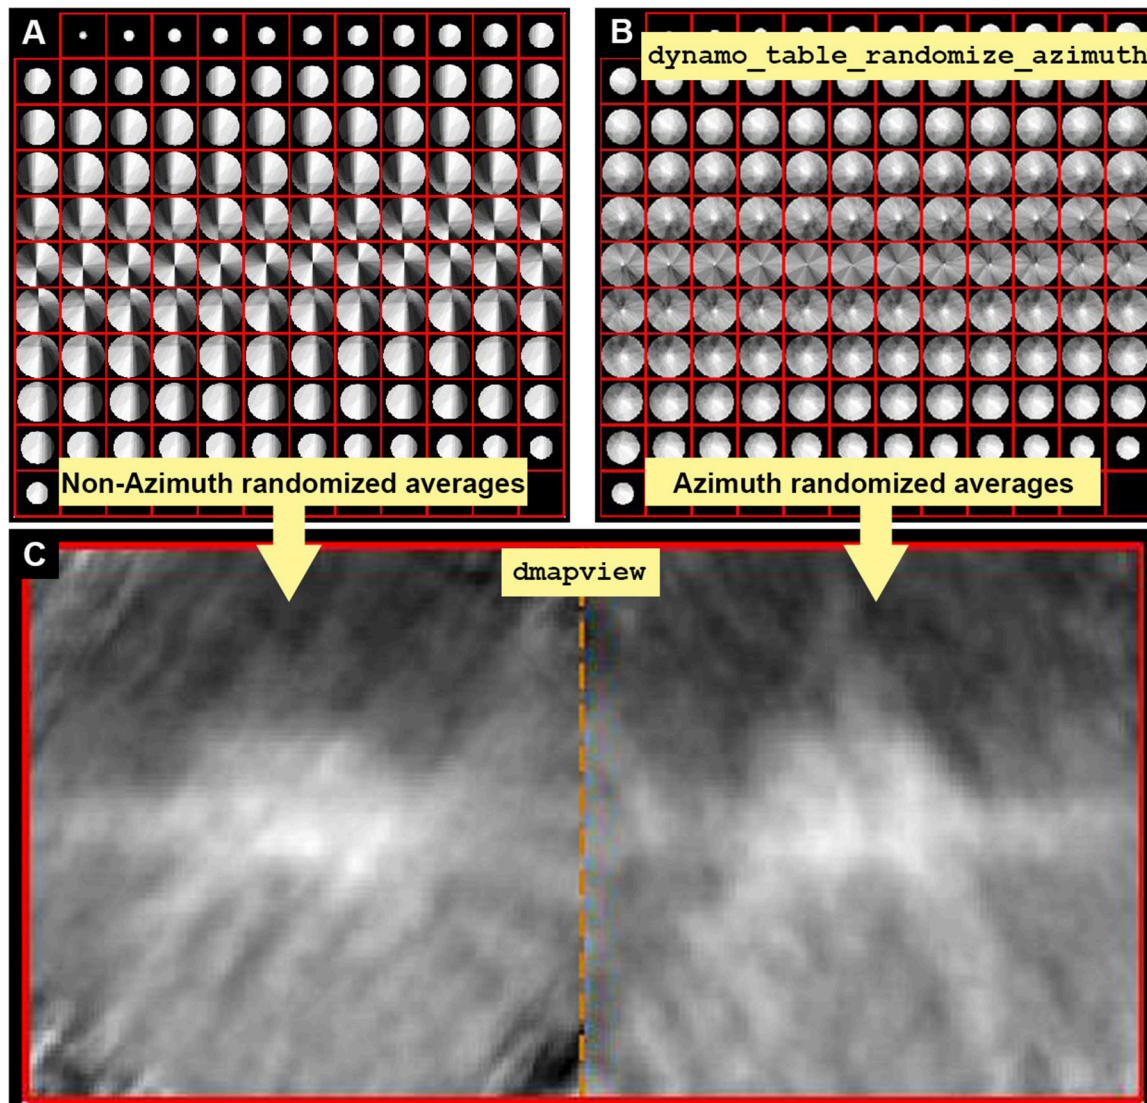 A
B
dynamo_table_randomize_azimuth
Non-Azimuth randomized averages
Azimuth randomized averages
C
dmapview